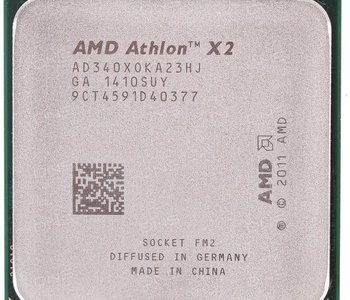 AMD Athlon™ X2
AD340XOKA23HJ
GA 1410SUY
9CT4591D40377
AMD © 2011 AMD
SOCKET FM2
DIFFUSED IN GERMANY
MADE IN CHINA